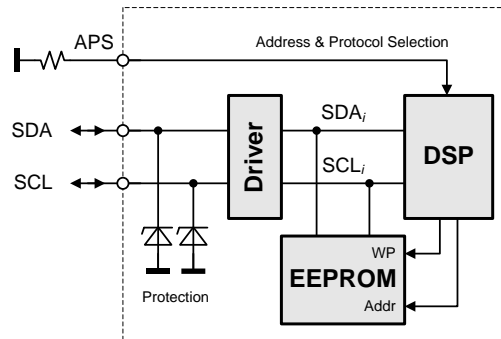 APS
Address & Protocol Selection
SDA
SCL
Driver
SDAi
SCLi
DSP
WP
EEPROM
Addr
Protection